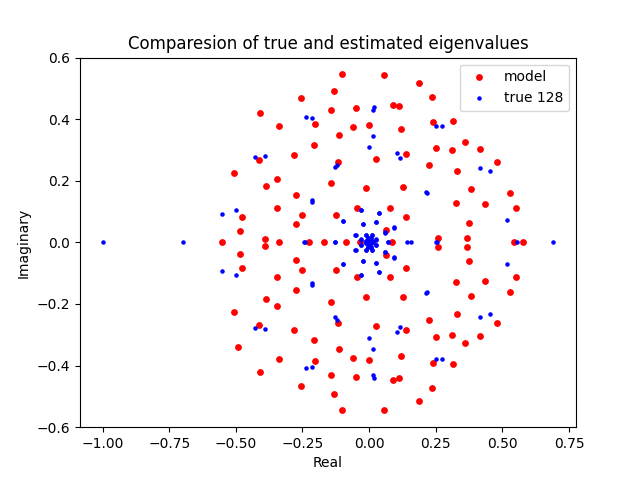 Comparesion of true and estimated eigenvalues
model
true 128
0.6
0.4
0.2
0.0
−0.2
−0.4
−0.6
Imaginary
−1.00 −0.75 −0.50 −0.25 0.00 0.25 0.50 0.75
Real